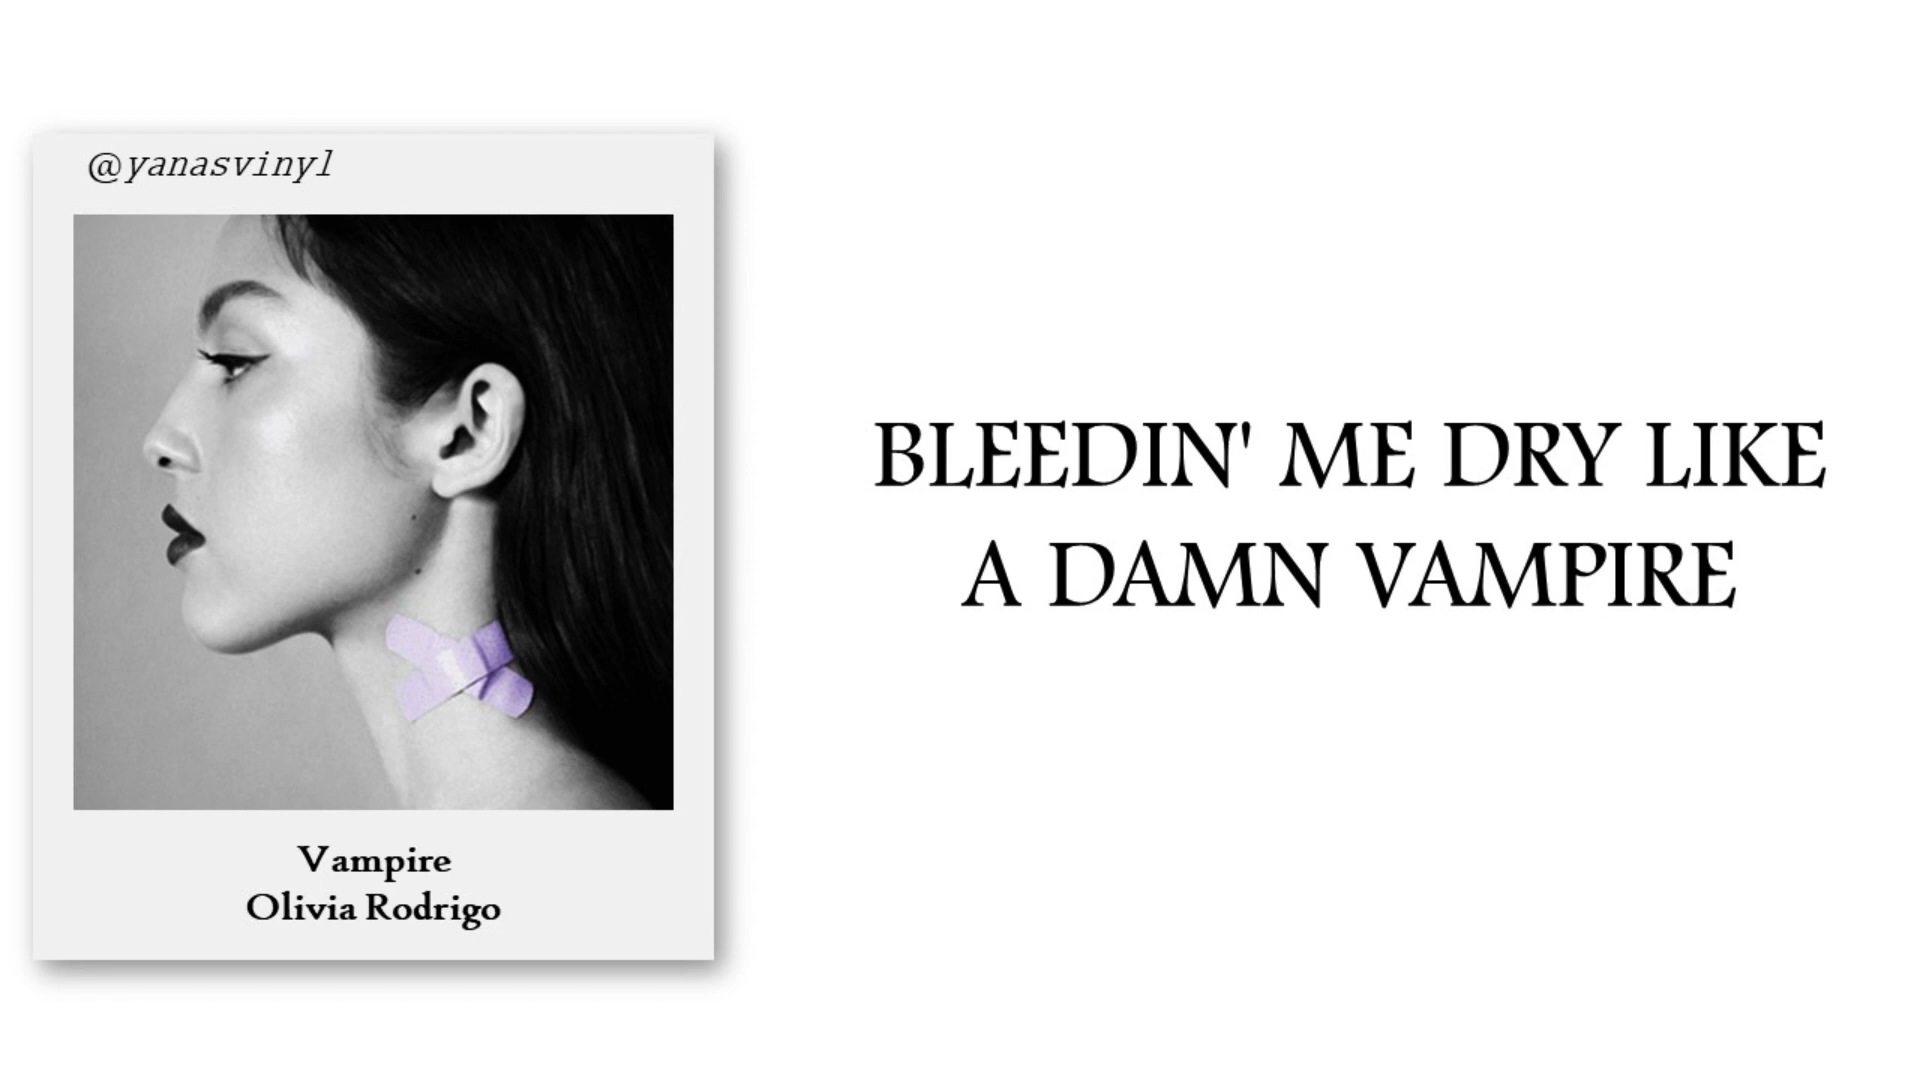 @yanasvinyl
Vampire
Olivia Rodrigo
BLEEDIN' ME DRY LIKE
A DAMN VAMPIRE